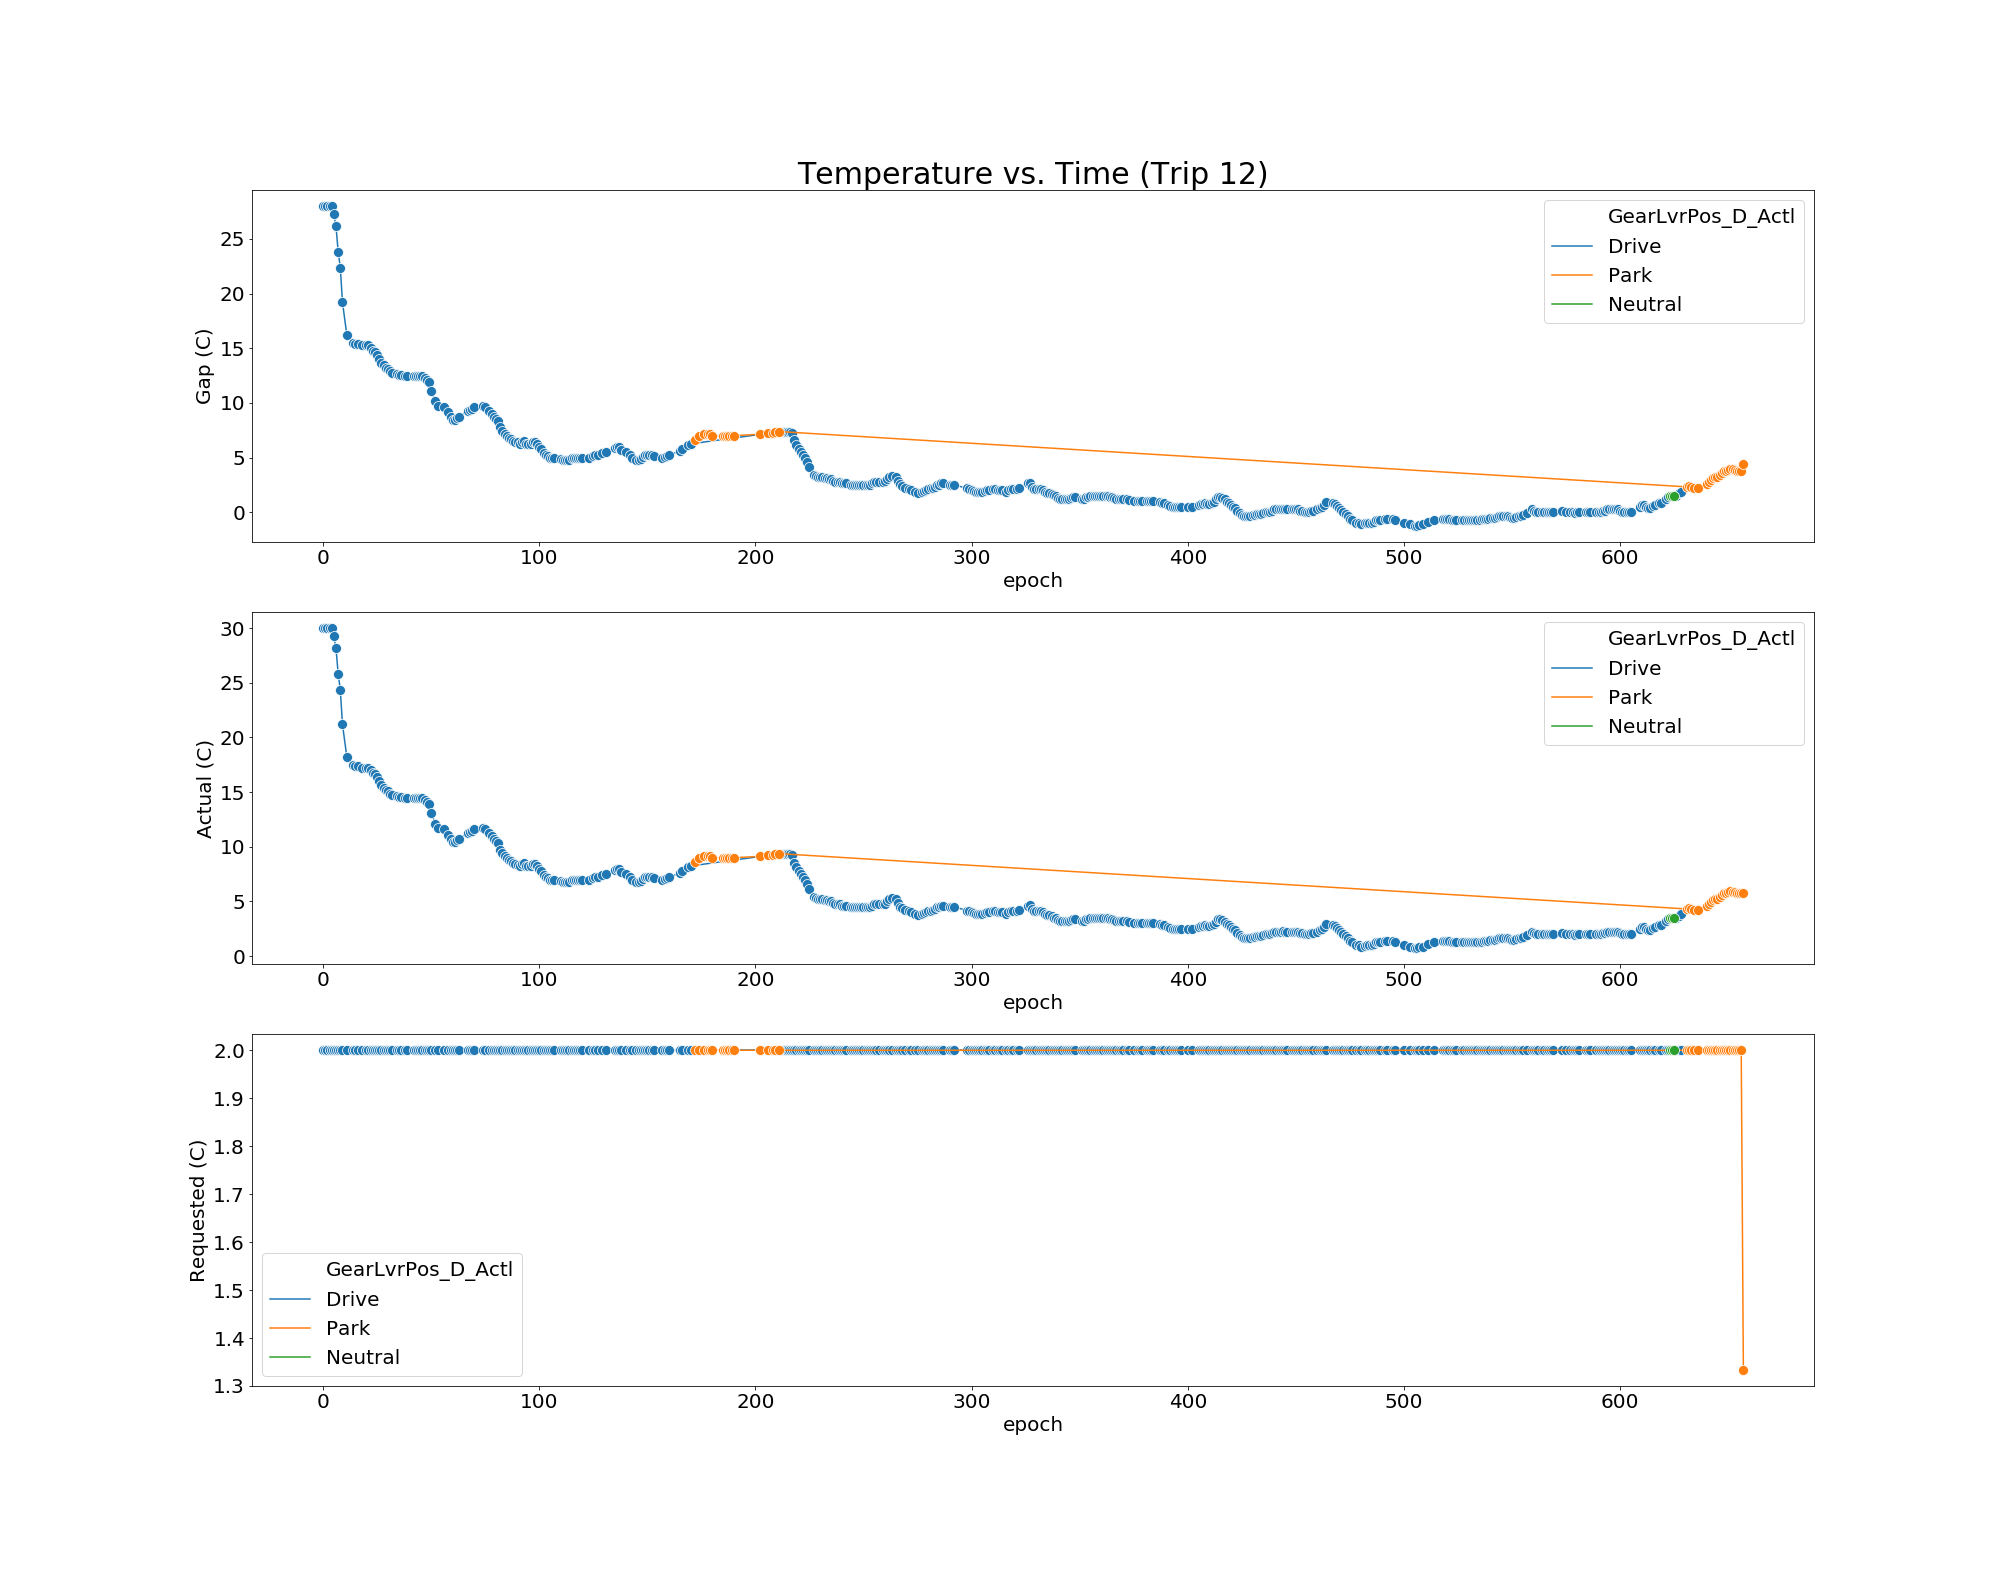 Temperature vs. Time (Trip 12)
Gap (C)
25
20
15
10
5
0
GearLvrPos_D_Actl
Drive
Park
Neutral
0 100 200 300 400 500 600
epoch
Actual (C)
30
25
20
15
10
5
0
GearLvrPos_D_Actl
Drive
Park
Neutral
0 100 200 300 400 500 600
epoch
Requested (C)
2.0
1.9
1.8
1.7
1.6
1.5
1.4
1.3
GearLvrPos_D_Actl
Drive
Park
Neutral
0 100 200 300 400 500 600
epoch